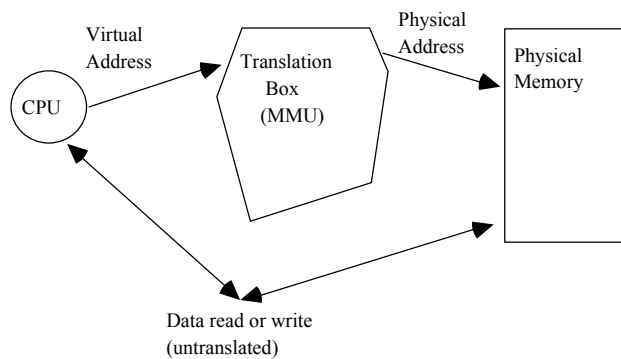 Virtual
Address
Physical
Address
CPU
Translation
Box
(MMU)
Physical
Memory
Data read or write
(untranslated)